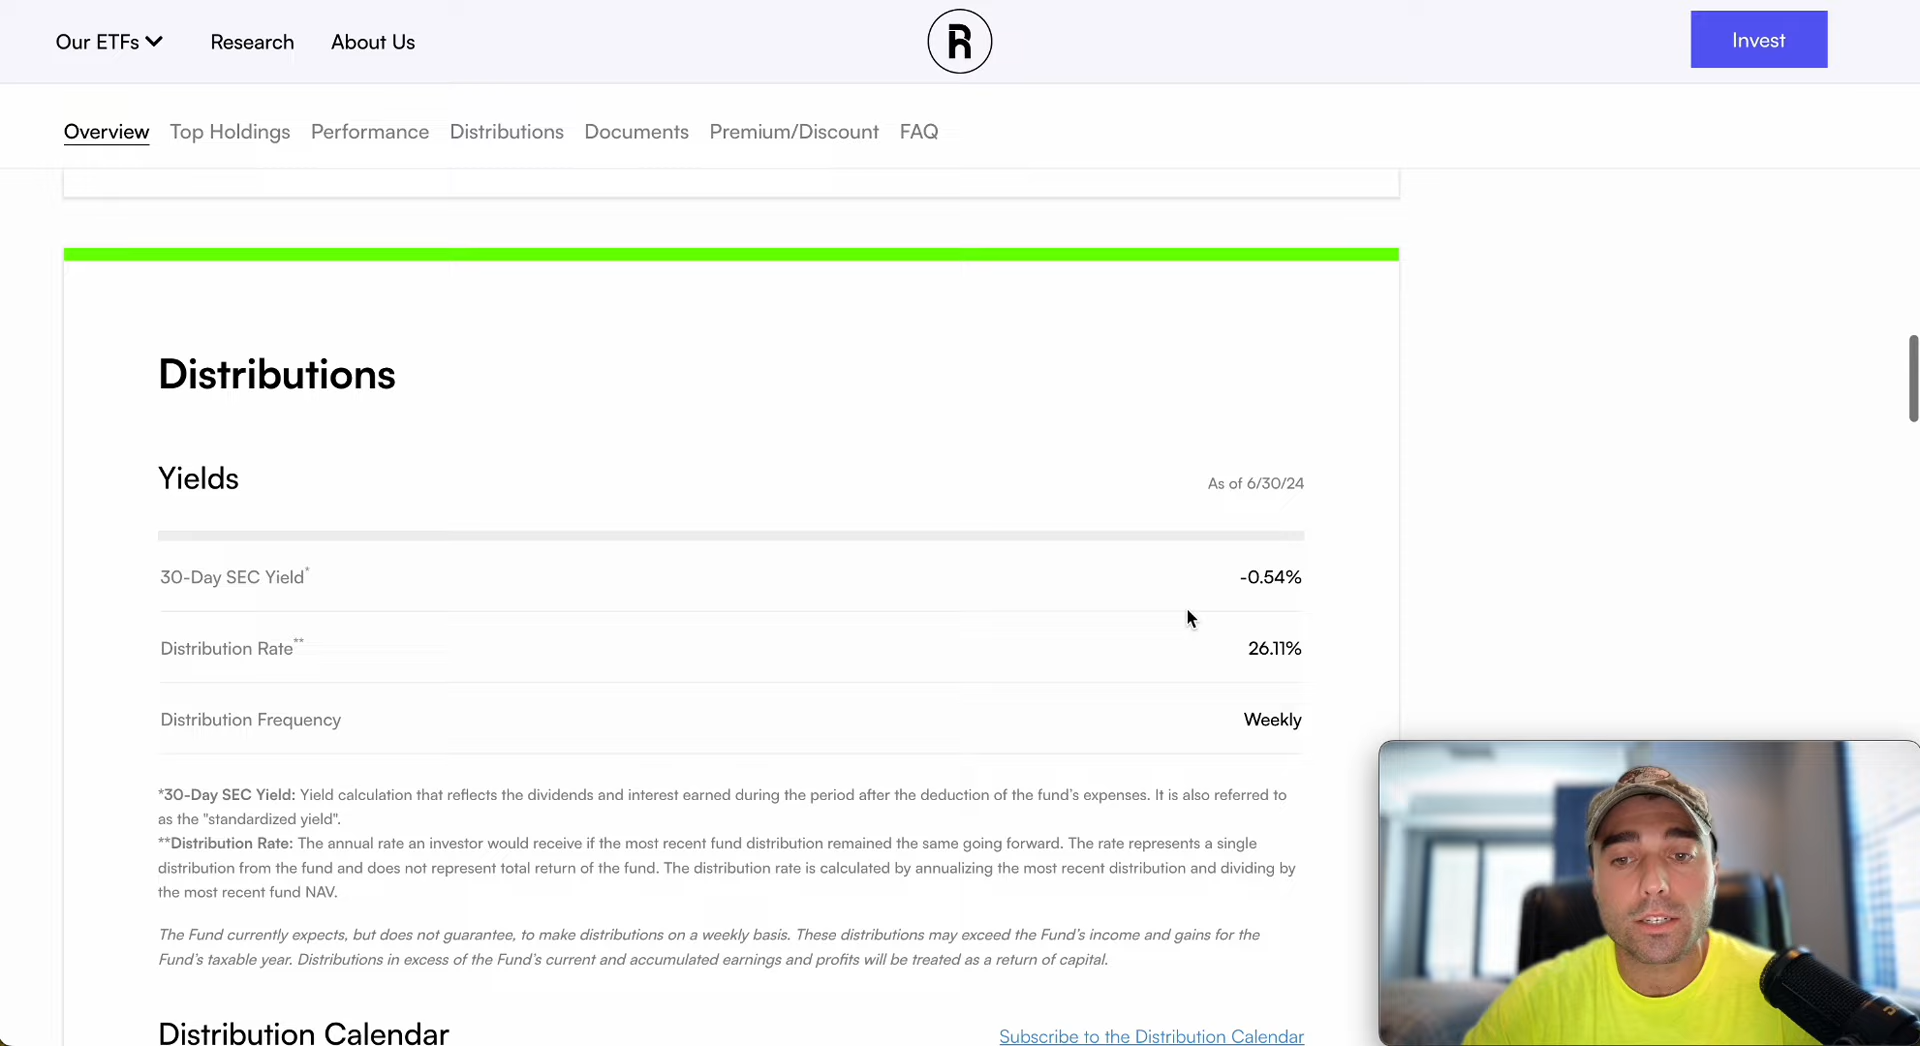 Our ETFs Research About Us R Invest
Overview Top Holdings Performance Distributions Documents Premium/Discount FAQ
Distributions
Yields As of 6/30/24
30-Day SEC Yield* -0.54%
Distribution Rate** 26.11%
Distribution Frequency Weekly
*30-Day SEC Yield: Yield calculation that reflects the dividends and interest earned during the period after the deduction of the fund's expenses. It is also referred to
as the "standardized yield".
**Distribution Rate: The annual rate an investor would receive if the most recent fund distribution remained the same going forward. The rate represents a single
distribution from the fund and does not represent total return of the fund. The distribution rate is calculated by annualizing the most recent distribution and dividing by
the most recent fund NAV.
The Fund currently expects, but does not guarantee, to make distributions on a weekly basis. These distributions may exceed the Fund's income and gains for the
Fund's taxable year. Distributions in excess of the Fund's current and accumulated earnings and profits will be treated as a return of capital.
Distribution Calendar Subscribe to the Distribution Calendar